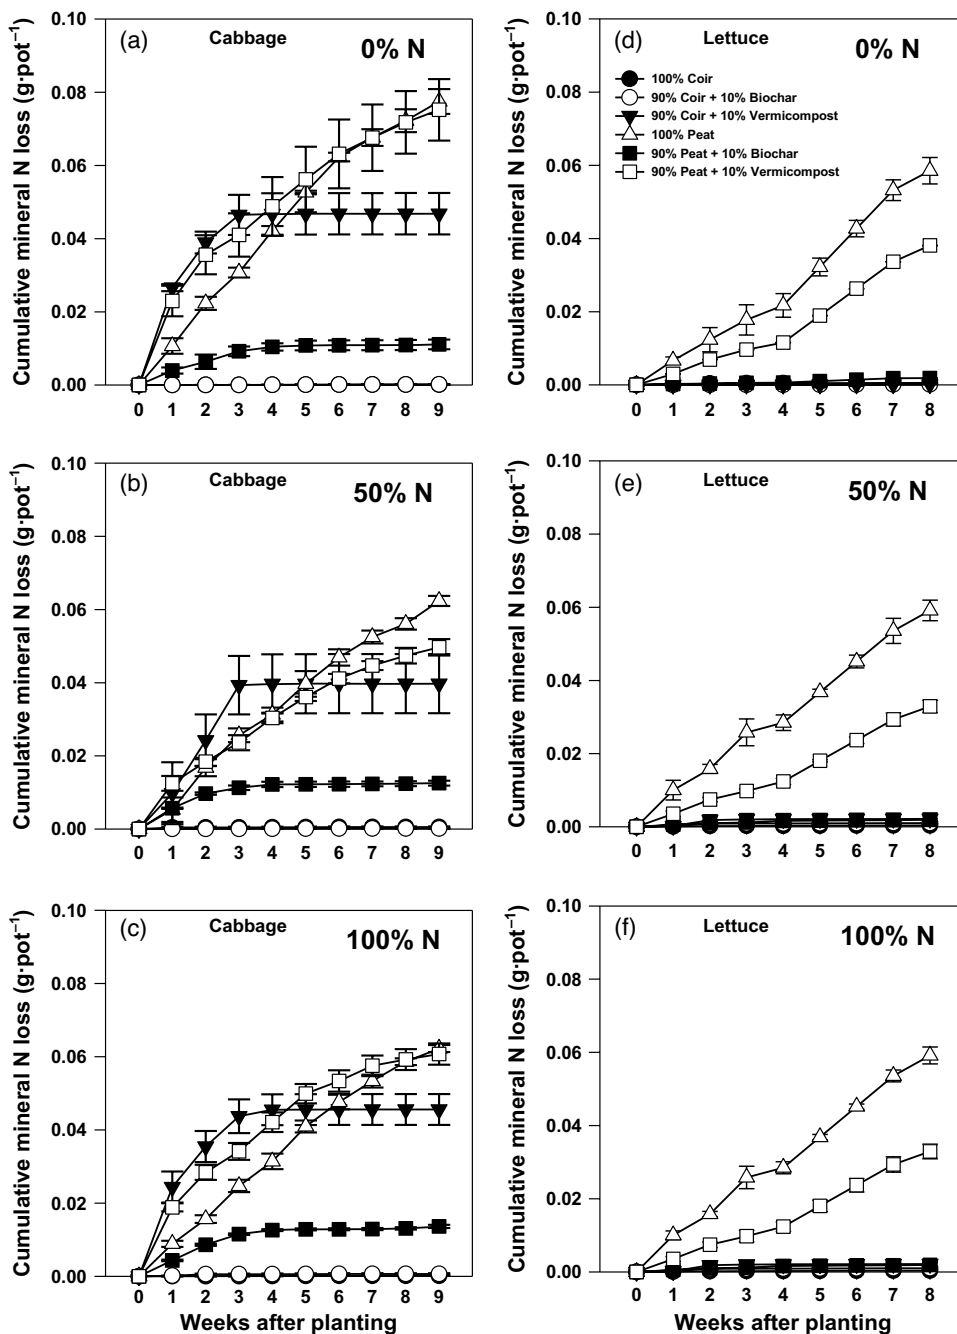 (a)
Cabbage
0% N
Cumulative mineral N loss (g·pot⁻¹)
0.10
0.08
0.06
0.04
0.02
0.00
0 1 2 3 4 5 6 7 8 9
(d)
Lettuce
0% N
100% Coir
90% Coir + 10% Biochar
90% Coir + 10% Vermicompost
100% Peat
90% Peat + 10% Biochar
90% Peat + 10% Vermicompost
Cumulative mineral N loss (g·pot⁻¹)
0.10
0.08
0.06
0.04
0.02
0.00
0 1 2 3 4 5 6 7 8
(b)
Cabbage
50% N
Cumulative mineral N loss (g·pot⁻¹)
0.10
0.08
0.06
0.04
0.02
0.00
0 1 2 3 4 5 6 7 8 9
(e)
Lettuce
50% N
Cumulative mineral N loss (g·pot⁻¹)
0.10
0.08
0.06
0.04
0.02
0.00
0 1 2 3 4 5 6 7 8
(c)
Cabbage
100% N
Cumulative mineral N loss (g·pot⁻¹)
0.10
0.08
0.06
0.04
0.02
0.00
0 1 2 3 4 5 6 7 8 9
Weeks after planting
(f)
Lettuce
100% N
Cumulative mineral N loss (g·pot⁻¹)
0.10
0.08
0.06
0.04
0.02
0.00
0 1 2 3 4 5 6 7 8
Weeks after planting